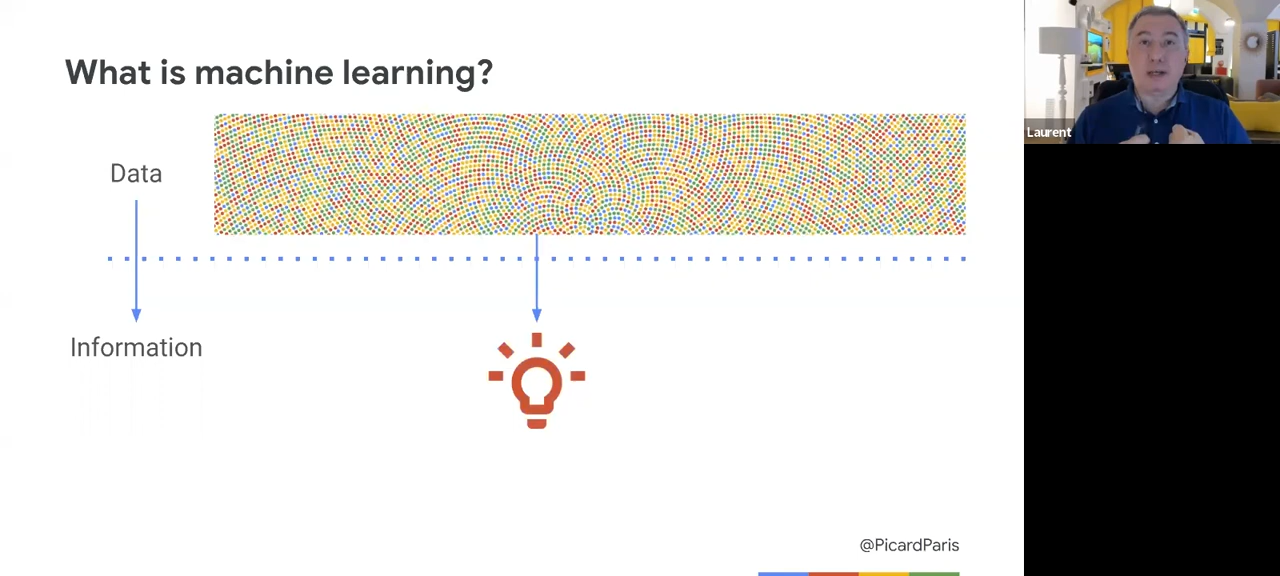 What is machine learning?
Data
Information
@PicardParis
Laurent